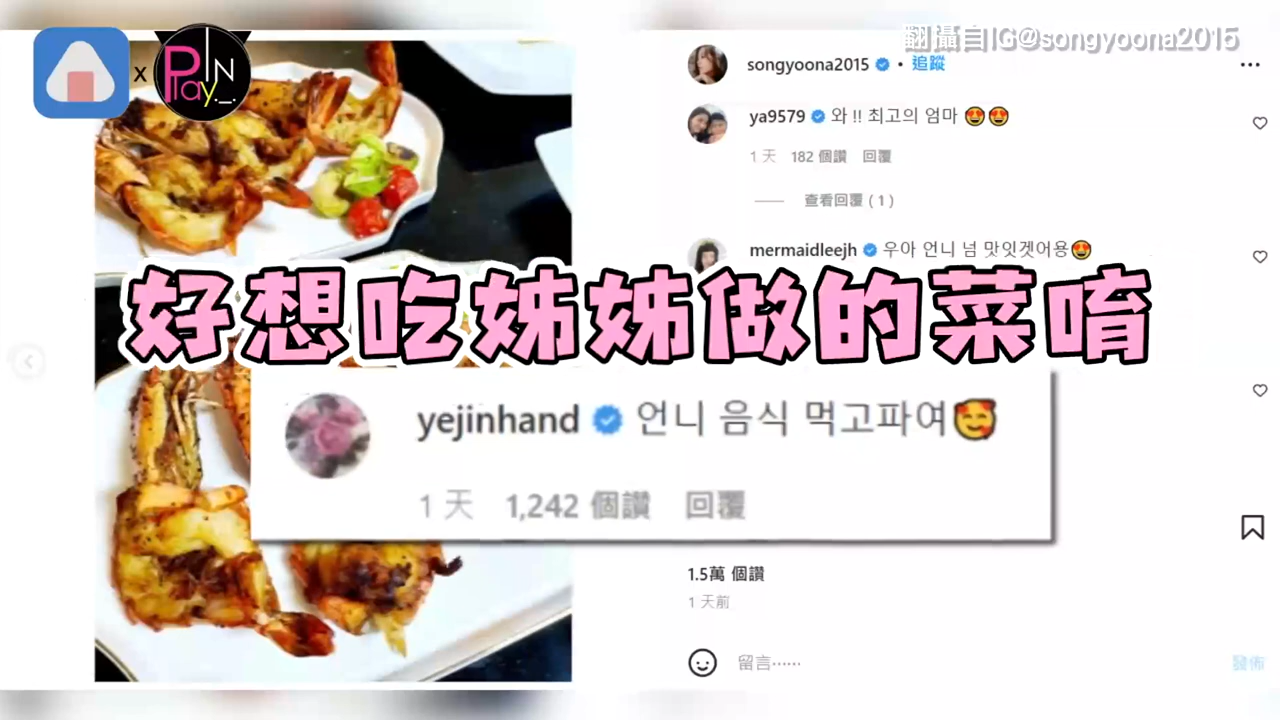 翻攝自IG@songyoona2015
x
PlayIN
songyoona2015 • 追蹤
ya9579 와 !! 최고의 엄마 😍😍
1 天 182 個讚 回覆
查看回覆 ( 1 )
mermaidleejh 우아 언니 넘 맛잇겟어용😍
好想吃姊姊做的菜唷
yejinhand 언니 음식 먹고파여🥰
1 天 1,242 個讚 回覆
1.5萬 個讚
1 天前
留言……
發佈